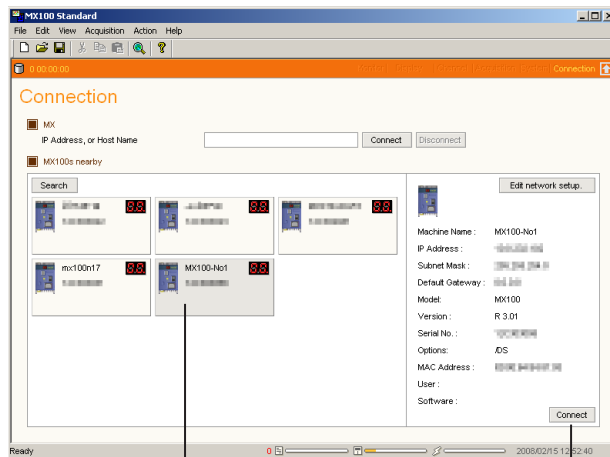 MX100 Standard
File Edit View Acquisition Action Help
0 00:00:00 Connection
Connection
MX
IP Address, or Host Name Connect Disconnect
MX100s nearby
Search Edit network setup.
8.8. 8.8. 8.8.
mx100n17 8.8. MX100-No1 8.8.
Machine Name : MX100-No1
IP Address :
Subnet Mask :
Default Gateway :
Model: MX100
Version : R 3.01
Serial No. :
Options: /DS
MAC Address :
User :
Software :
Connect
Ready 0 2008/02/15 12:52:40